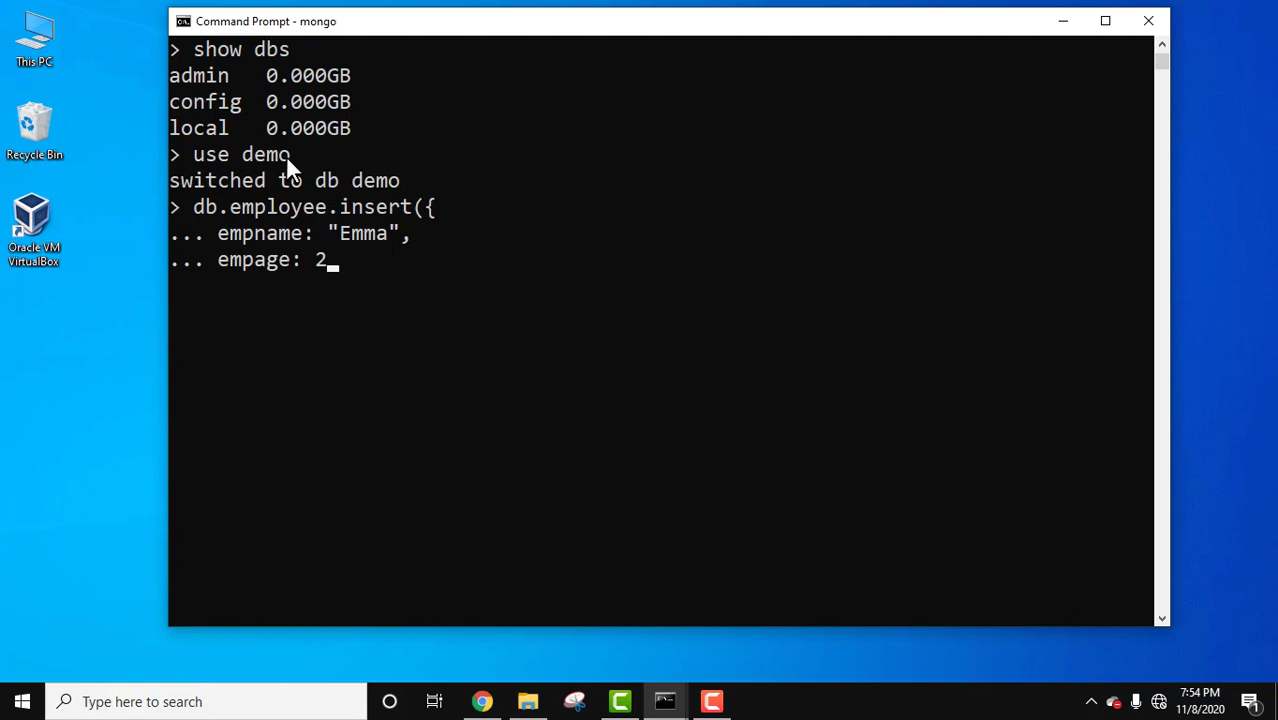 This PC
Recycle Bin
Oracle VM
VirtualBox
Command Prompt - mongo
> show dbs
admin   0.000GB
config  0.000GB
local   0.000GB
> use demo
switched to db demo
> db.employee.insert({
... empname: "Emma",
... empage: 2_
Type here to search
7:54 PM
11/8/2020
1